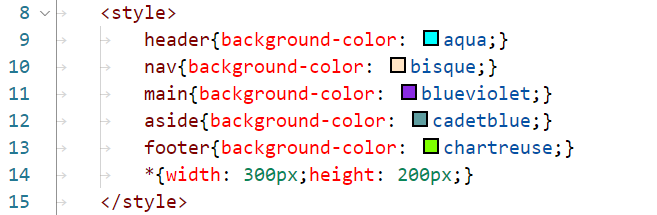 8 <style>
9 header{background-color: aqua;}
10 nav{background-color: bisque;}
11 main{background-color: blueviolet;}
12 aside{background-color: cadetblue;}
13 footer{background-color: chartreuse;}
14 *{width: 300px;height: 200px;}
15 </style>